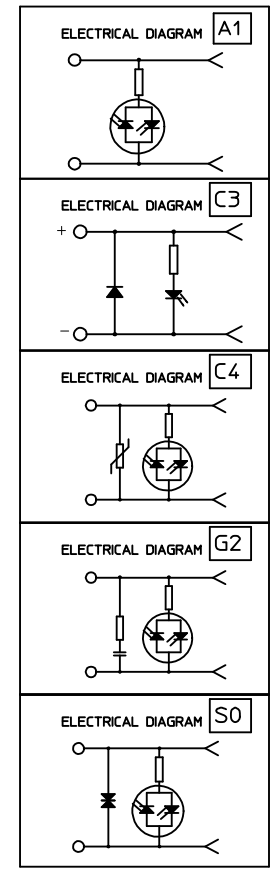 ELECTRICAL DIAGRAM A1
ELECTRICAL DIAGRAM C3
+
−
ELECTRICAL DIAGRAM C4
ELECTRICAL DIAGRAM G2
ELECTRICAL DIAGRAM S0